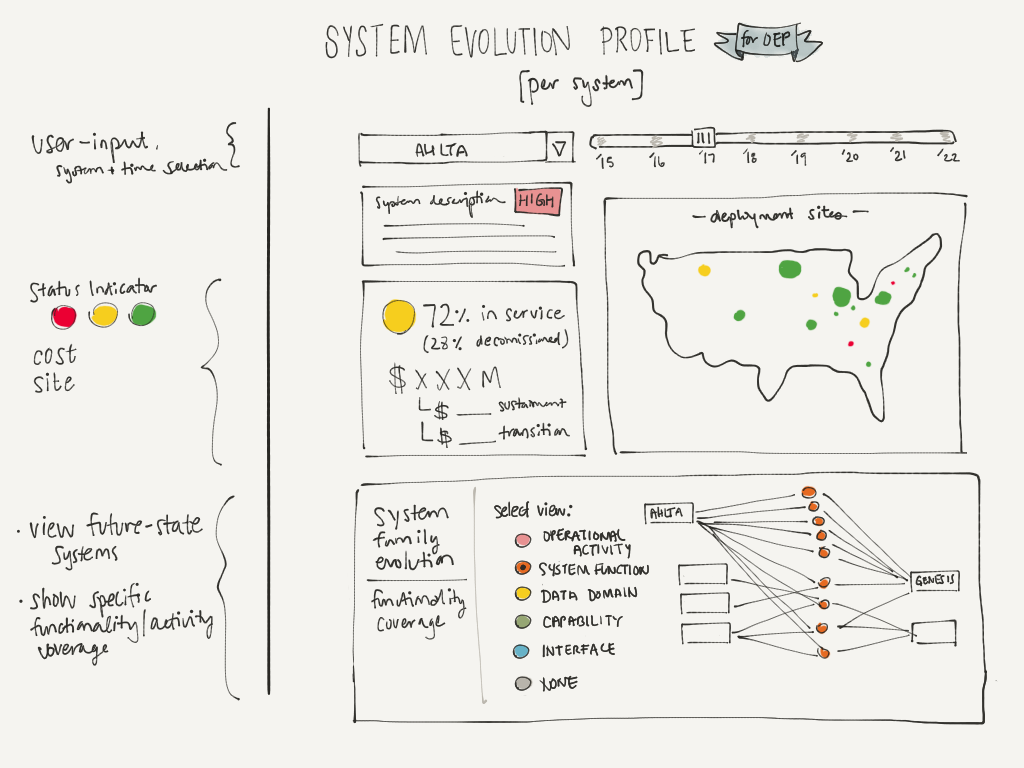 SYSTEM EVOLUTION PROFILE
for DEP
[per system]
user-input.
system + time selection
AHLTA
'15 '16 '17 '18 '19 '20 '21 '22
system description HIGH
- deployment sites -
Status Indicator
cost
site
72% in service
(28% decomissioned)
$ X X X M
$ ___ sustainment
$ ___ transition
· view future-state
systems
· show specific
functionality/activity
coverage
System
family
evolution
functionality
coverage
Select view:
OPERATIONAL
ACTIVITY
SYSTEM FUNCTION
DATA DOMAIN
CAPABILITY
INTERFACE
NONE
AHLTA
GENESIS